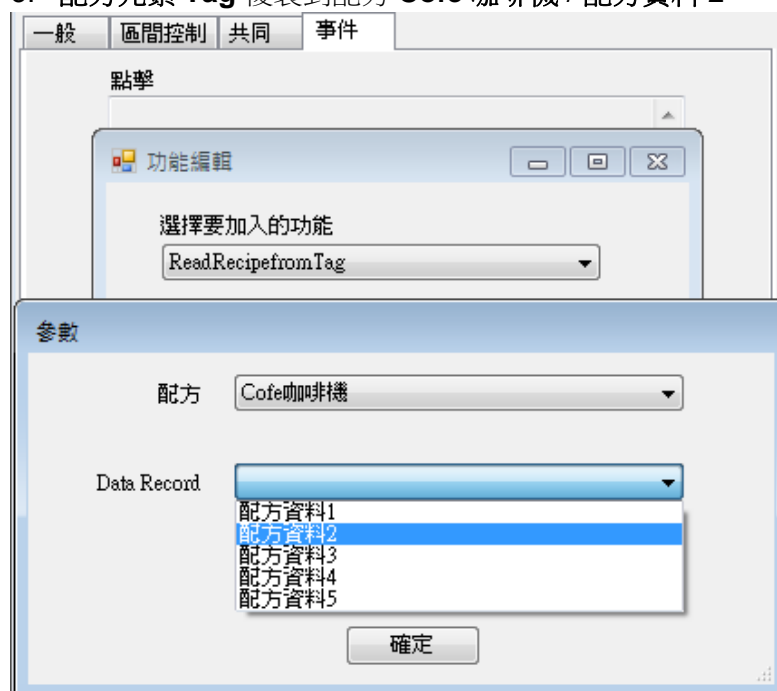 一般 區間控制 共同 事件
點擊
功能編輯
選擇要加入的功能
ReadRecipefromTag
參數
配方 Cofe咖啡機
Data Record
配方資料1
配方資料2
配方資料3
配方資料4
配方資料5
確定